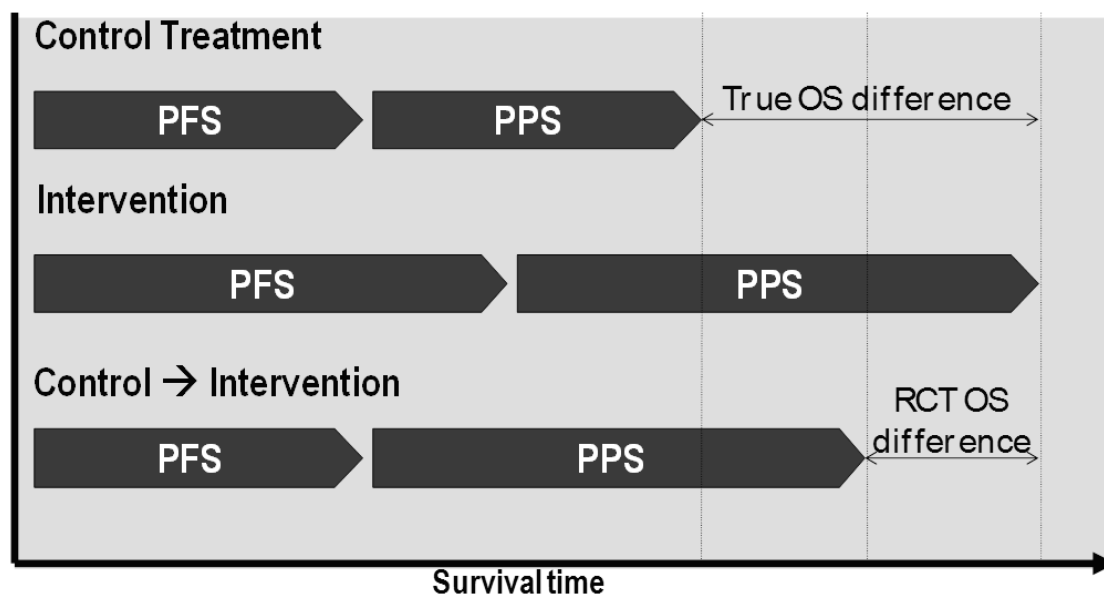 Control Treatment
PFS
PPS
True OS difference
Intervention
PFS
PPS
Control → Intervention
PFS
PPS
RCT OS
difference
Survival time